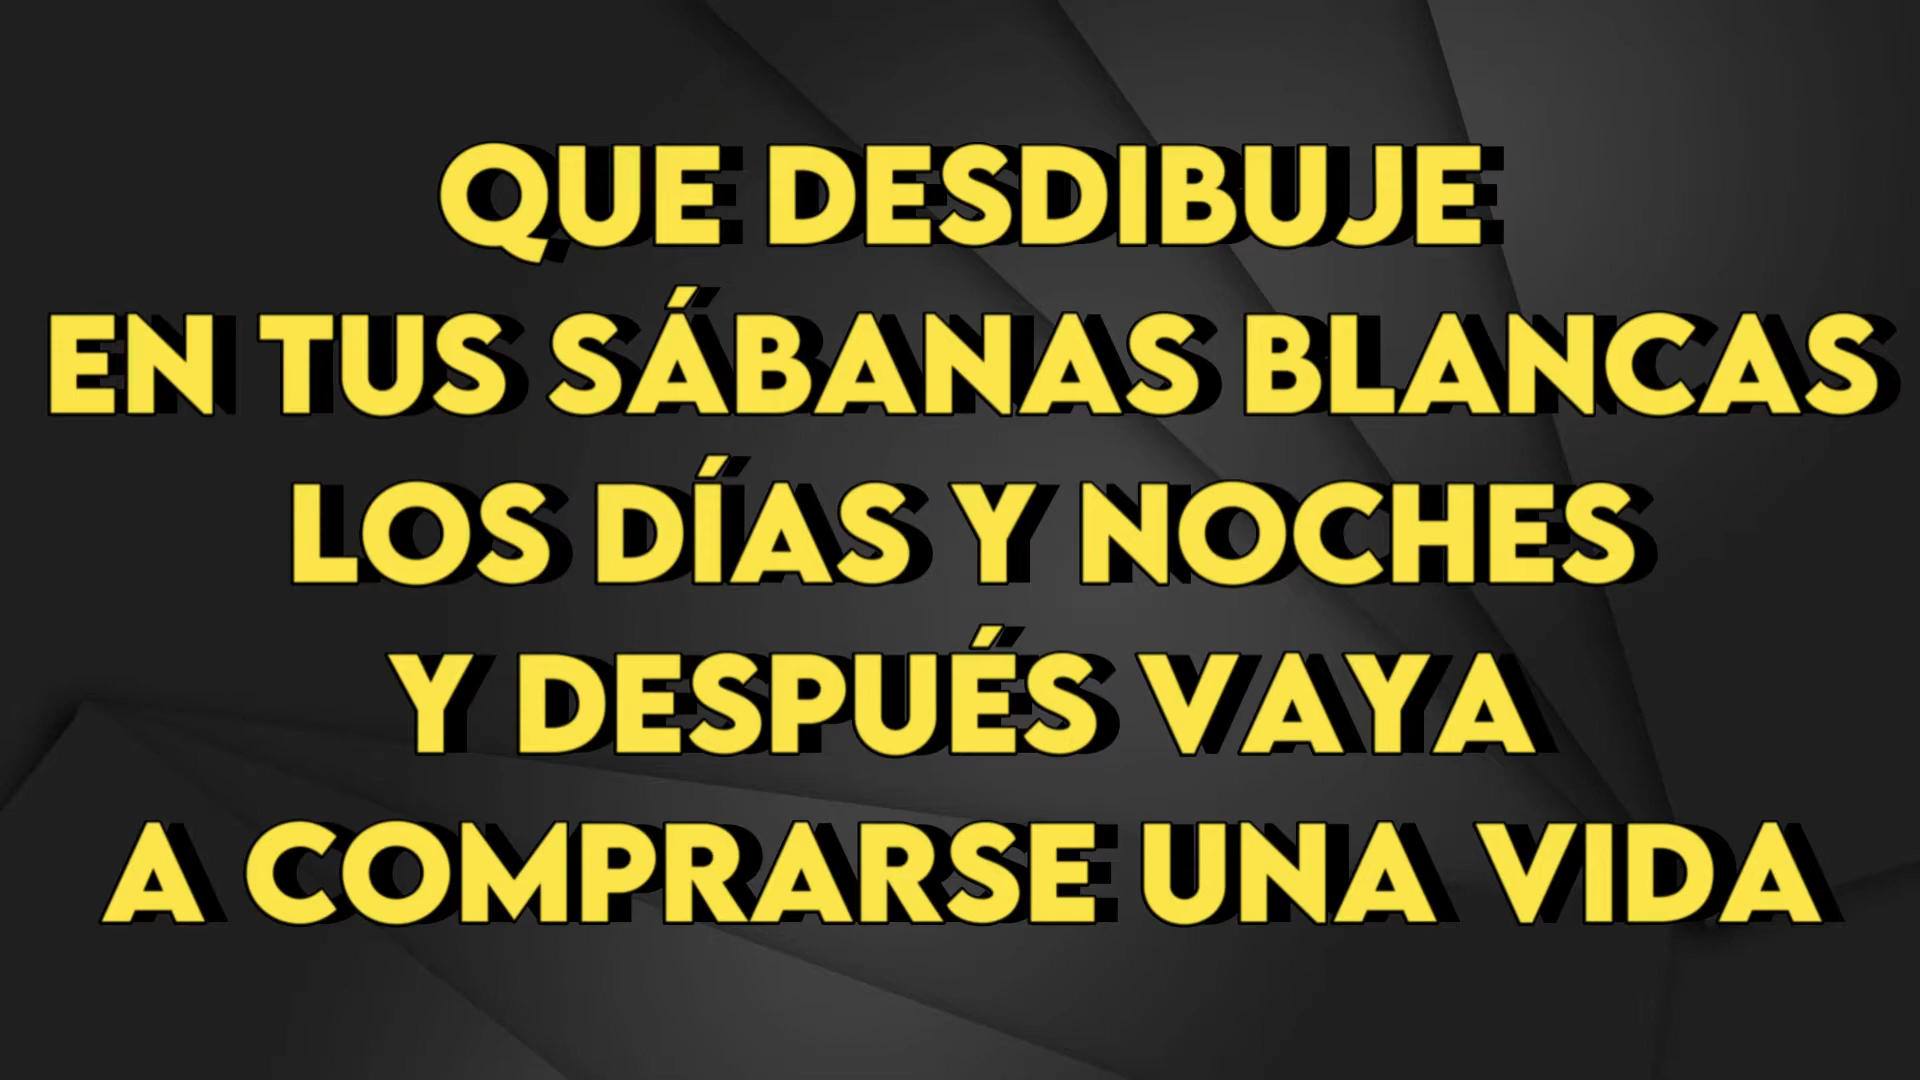 QUE DESDIBUJE
EN TUS SÁBANAS BLANCAS
LOS DÍAS Y NOCHES
Y DESPUÉS VAYA
A COMPRARSE UNA VIDA